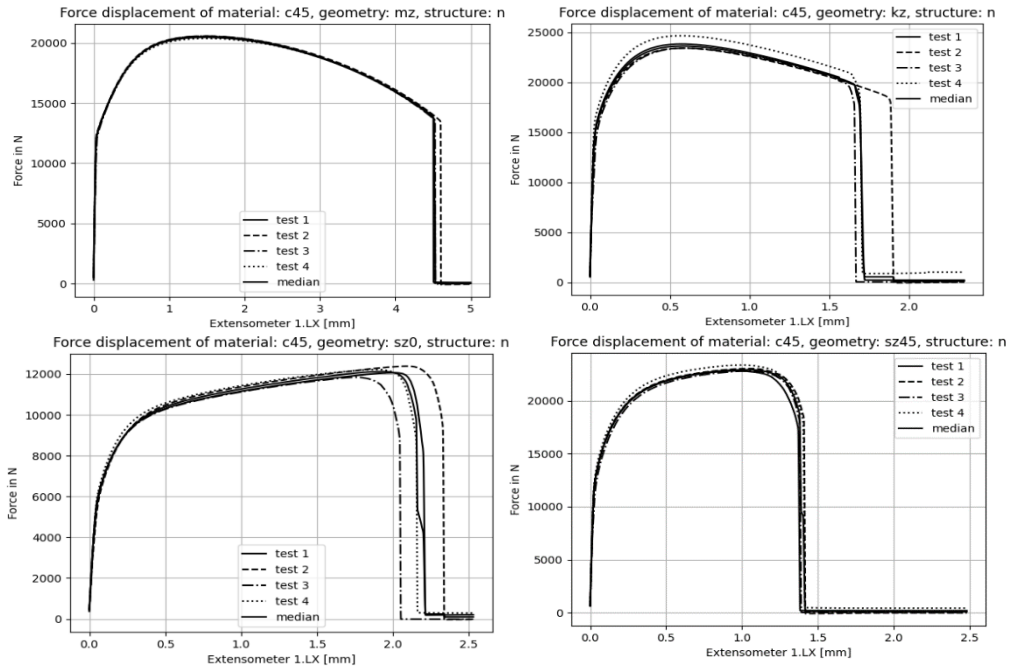 Force displacement of material: c45, geometry: mz, structure: n
Force in N
20000
15000
10000
5000
0
test 1
test 2
test 3
test 4
median
0 1 2 3 4 5
Extensometer 1.LX [mm]
Force displacement of material: c45, geometry: kz, structure: n
Force in N
25000
20000
15000
10000
5000
0
test 1
test 2
test 3
test 4
median
0.0 0.5 1.0 1.5 2.0
Extensometer 1.LX [mm]
Force displacement of material: c45, geometry: sz0, structure: n
Force in N
12000
10000
8000
6000
4000
2000
0
test 1
test 2
test 3
test 4
median
0.0 0.5 1.0 1.5 2.0 2.5
Extensometer 1.LX [mm]
Force displacement of material: c45, geometry: sz45, structure: n
Force in N
20000
15000
10000
5000
0
test 1
test 2
test 3
test 4
median
0.0 0.5 1.0 1.5 2.0 2.5
Extensometer 1.LX [mm]